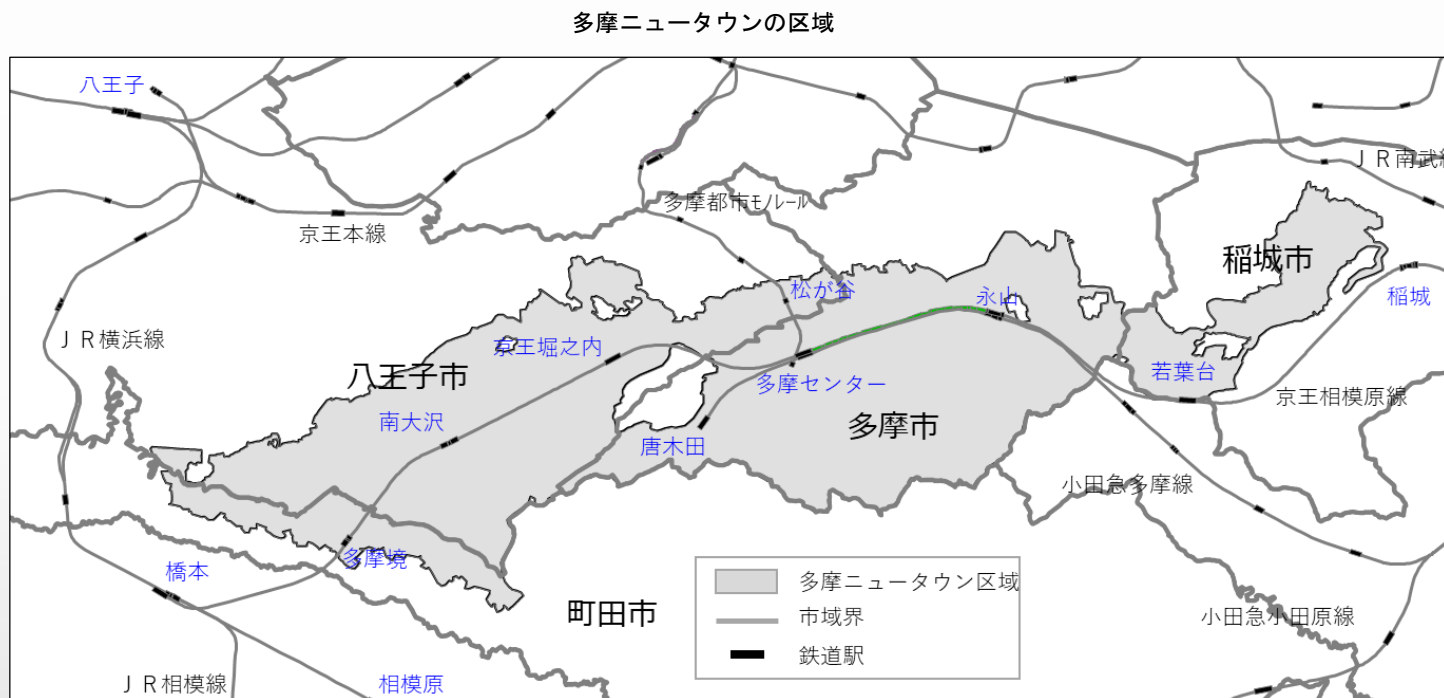 多摩ニュータウンの区域
八王子
ＪＲ南武線
多摩都市モノレール
京王本線
稲城市
松が谷
永山
稲城
ＪＲ横浜線
京王堀之内
八王子市
多摩センター
若葉台
京王相模原線
南大沢
多摩市
唐木田
小田急多摩線
多摩境
橋本
多摩ニュータウン区域
町田市
市域界
小田急小田原線
鉄道駅
ＪＲ相模線
相模原